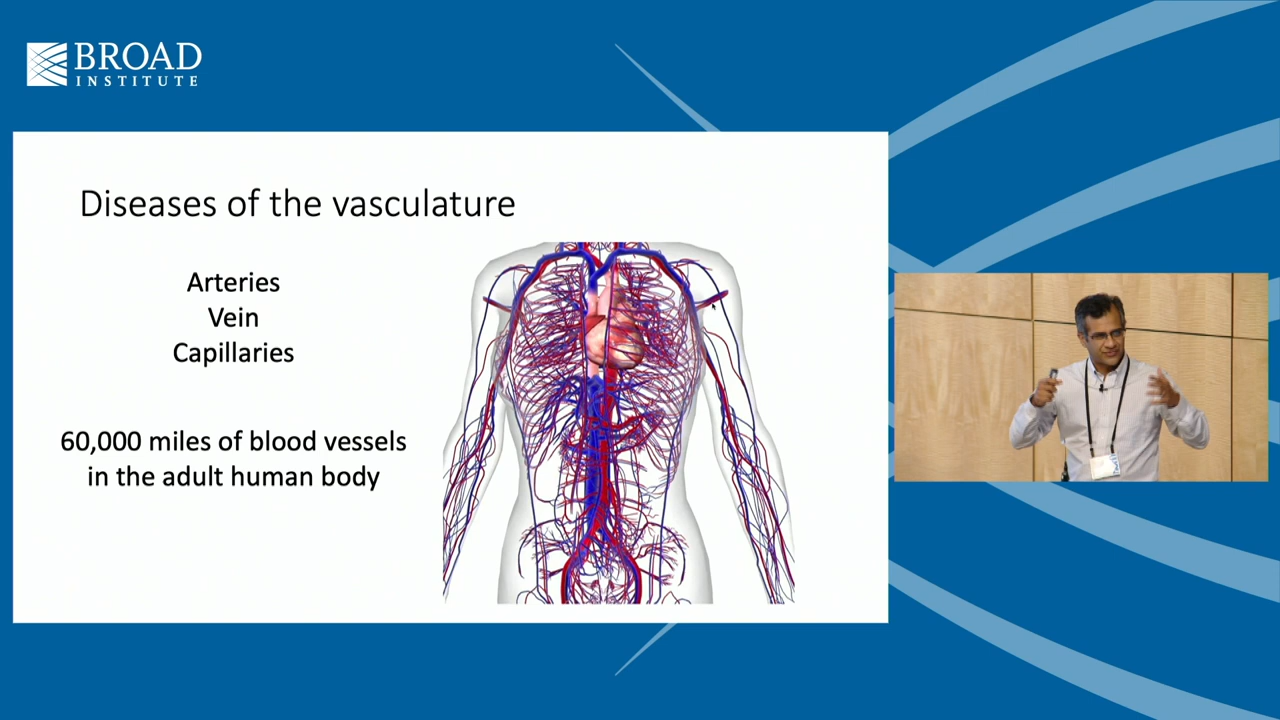 BROAD
INSTITUTE
Diseases of the vasculature
Arteries
Vein
Capillaries
60,000 miles of blood vessels
in the adult human body